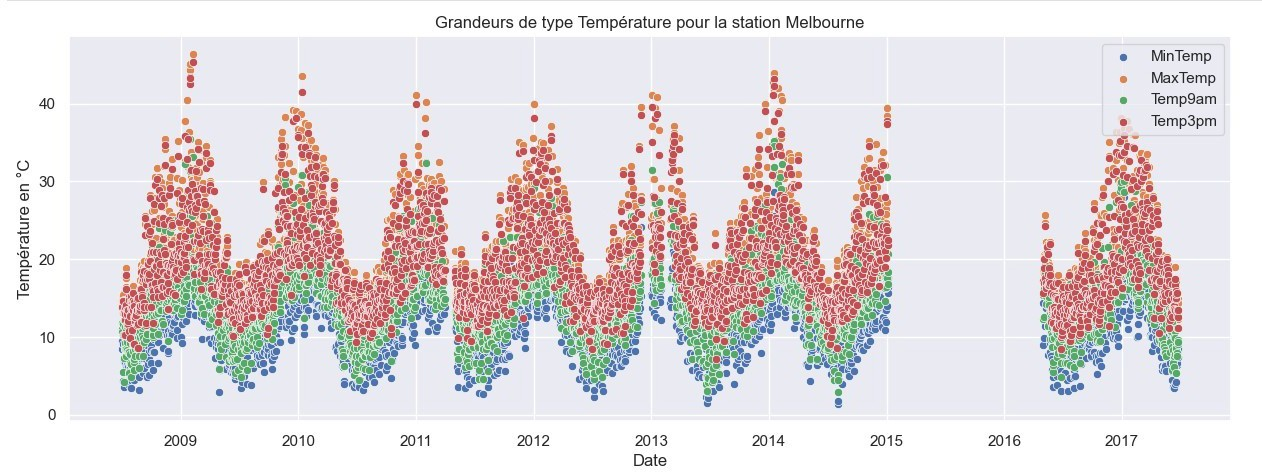 Grandeurs de type Température pour la station Melbourne
MinTemp
MaxTemp
Temp9am
Temp3pm
Température en °C
40
30
20
10
0
2009 2010 2011 2012 2013 2014 2015 2016 2017
Date